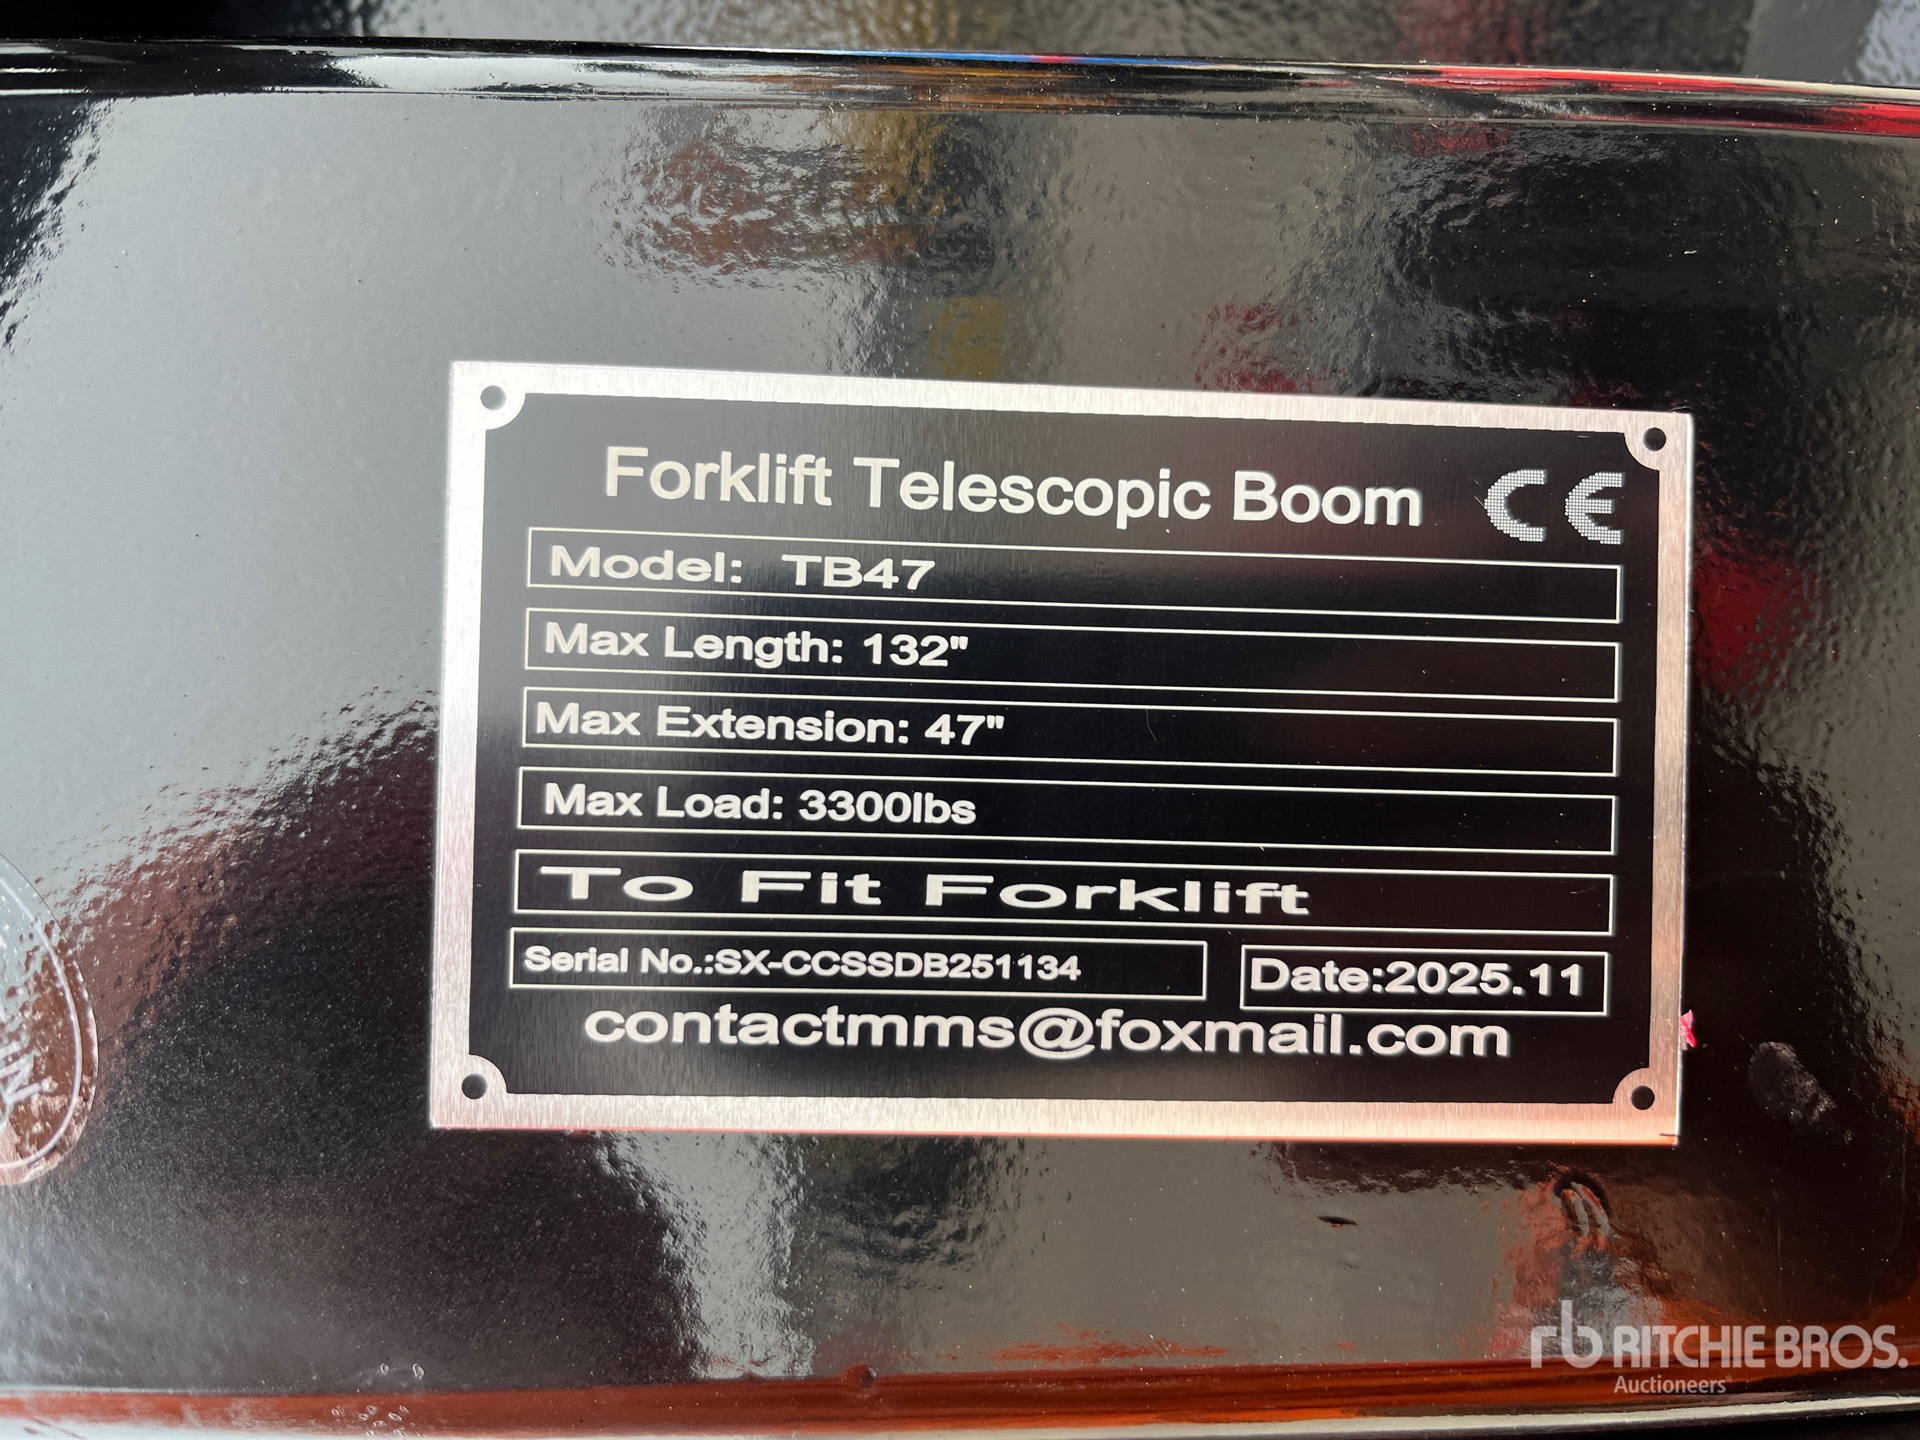 Forklift Telescopic Boom CE
Model: TB47
Max Length: 132"
Max Extension: 47"
Max Load: 3300lbs
To Fit Forklift
Serial No.:SX-CCSSDB251134 Date:2025.11
contactmms@foxmail.com
rb RITCHIE BROS.
Auctioneers